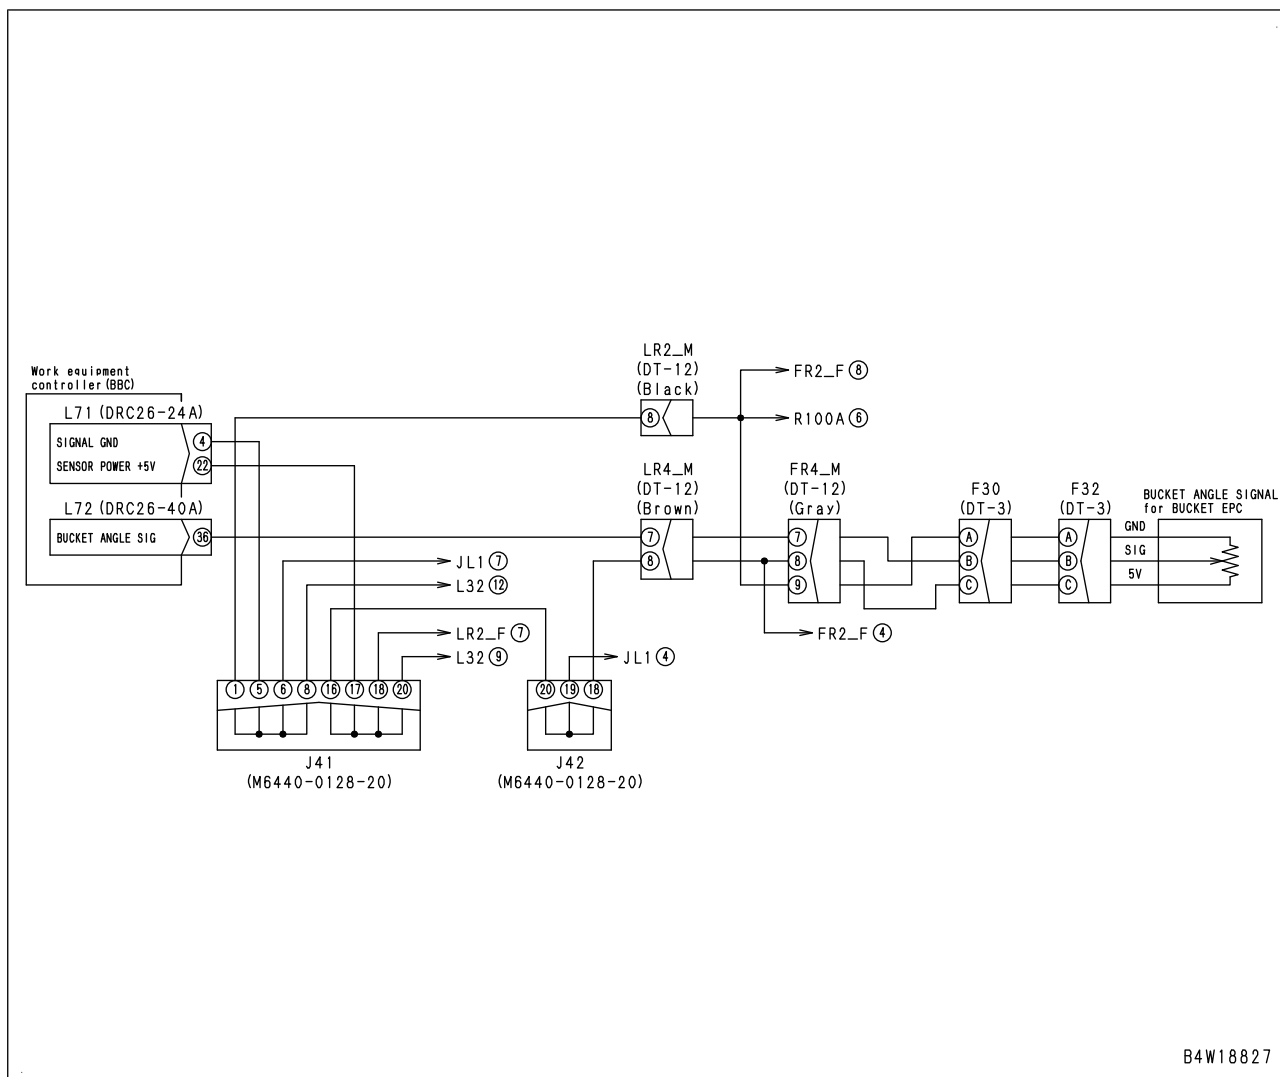 LR2_M
(DT-12)
(Black)
8
FR2_F 8
R100A 6
Work equipment
controller (BBC)
L71 (DRC26-24A)
SIGNAL GND 4
SENSOR POWER +5V 22
L72 (DRC26-40A)
BUCKET ANGLE SIG 36
LR4_M
(DT-12)
(Brown)
7
8
FR4_M
(DT-12)
(Gray)
7
8
9
F30
(DT-3)
A
B
C
F32
(DT-3)
A
B
C
BUCKET ANGLE SIGNAL
for BUCKET EPC
GND
SIG
5V
JL1 7
L32 12
LR2_F 7
L32 9
JL1 4
FR2_F 4
1 5 6 8 16 17 18 20
J41
(M6440-0128-20)
20 19 18
J42
(M6440-0128-20)
B4W18827